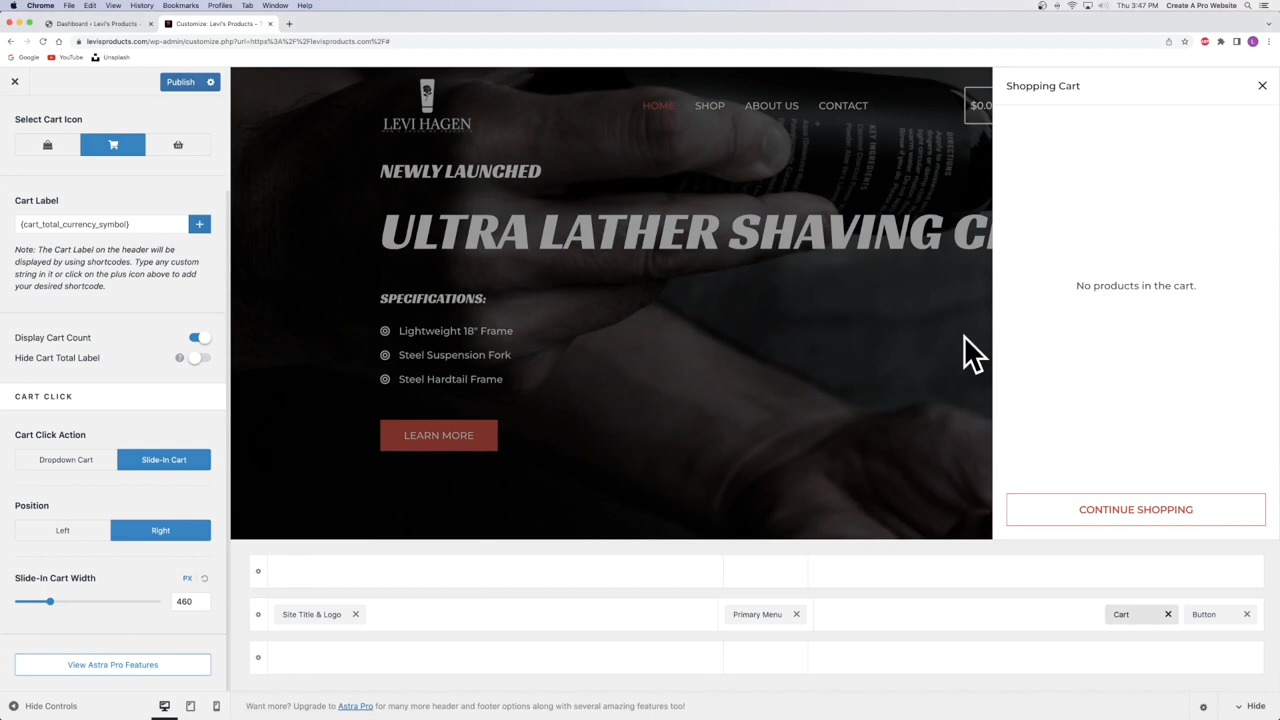 Chrome File Edit View History Bookmarks Profiles Tab Window Help
Thu 3:47 PM Create A Pro Website
Dashboard ‹ Levi's Products -
Customize: Levi's Products – T
levisproducts.com/wp-admin/customize.php?url=https%3A%2F%2Flevisproducts.com%2F#
Google YouTube Unsplash
Publish
Select Cart Icon
Cart Label
{cart_total_currency_symbol}
Note: The Cart Label on the header will be
displayed by using shortcodes. Type any custom
string in it or click on the plus icon above to add
your desired shortcode.
Display Cart Count
Hide Cart Total Label
CART CLICK
Cart Click Action
Dropdown Cart Slide-In Cart
Position
Left Right
Slide-In Cart Width PX
460
View Astra Pro Features
Hide Controls
LEVI HAGEN
HOME SHOP ABOUT US CONTACT
$0.0
NEWLY LAUNCHED
ULTRA LATHER SHAVING C
SPECIFICATIONS:
Lightweight 18" Frame
Steel Suspension Fork
Steel Hardtail Frame
LEARN MORE
KEY INGREDIENTS
DIRECTIONS
Shopping Cart
No products in the cart.
CONTINUE SHOPPING
Site Title & Logo
Primary Menu
Cart
Button
Want more? Upgrade to Astra Pro for many more header and footer options along with several amazing features too!
Hide